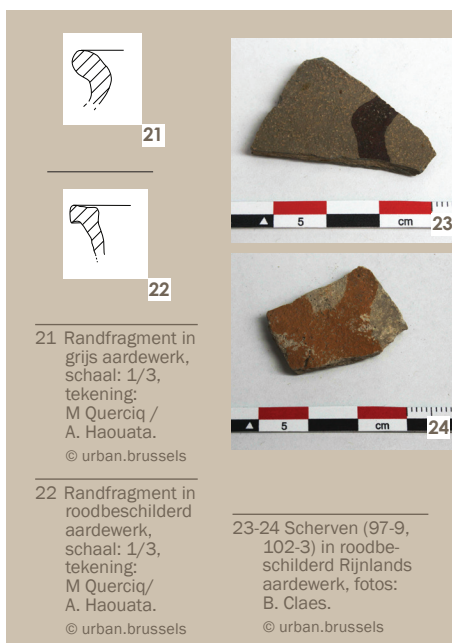 21
22
5
cm
23
5
cm
24
21 Randfragment in
grijs aardewerk,
schaal: 1/3,
tekening:
M Querciq /
A. Haouata.
© urban.brussels
22 Randfragment in
roodbeschilderd
aardewerk,
schaal: 1/3,
tekening:
M Querciq/
A. Haouata.
© urban.brussels
23-24 Scherven (97-9,
102-3) in roodbe-
schilderd Rijnlands
aardewerk, fotos:
B. Claes.
© urban.brussels